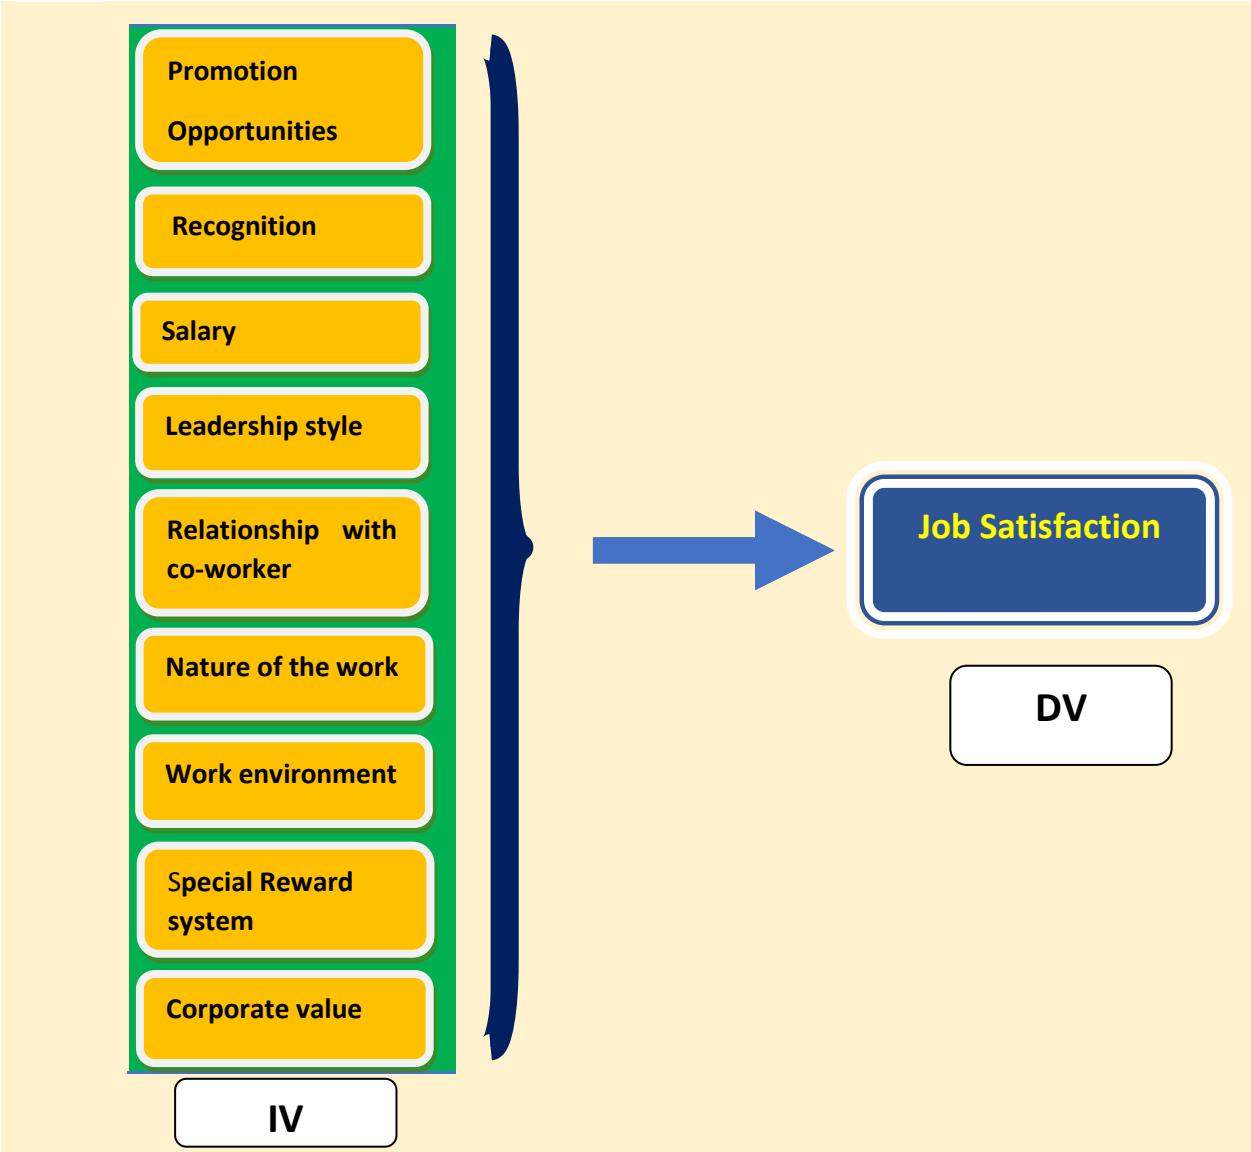 Promotion
Opportunities
Recognition
Salary
Leadership style
Relationship with
co-worker
Nature of the work
Work environment
Special Reward
system
Corporate value
IV
Job Satisfaction
DV